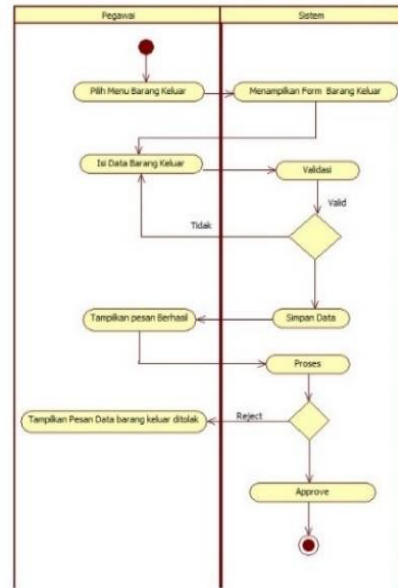 Pegawai
Sistem
Pilih Menu Barang Keluar
Menampilkan Form Barang Keluar
Isi Data Barang Keluar
Validasi
Valid
Tidak
Tampilkan pesan Berhasil
Simpan Data
Proses
Tampilkan Pesan Data barang keluar ditolak
Reject
Approve